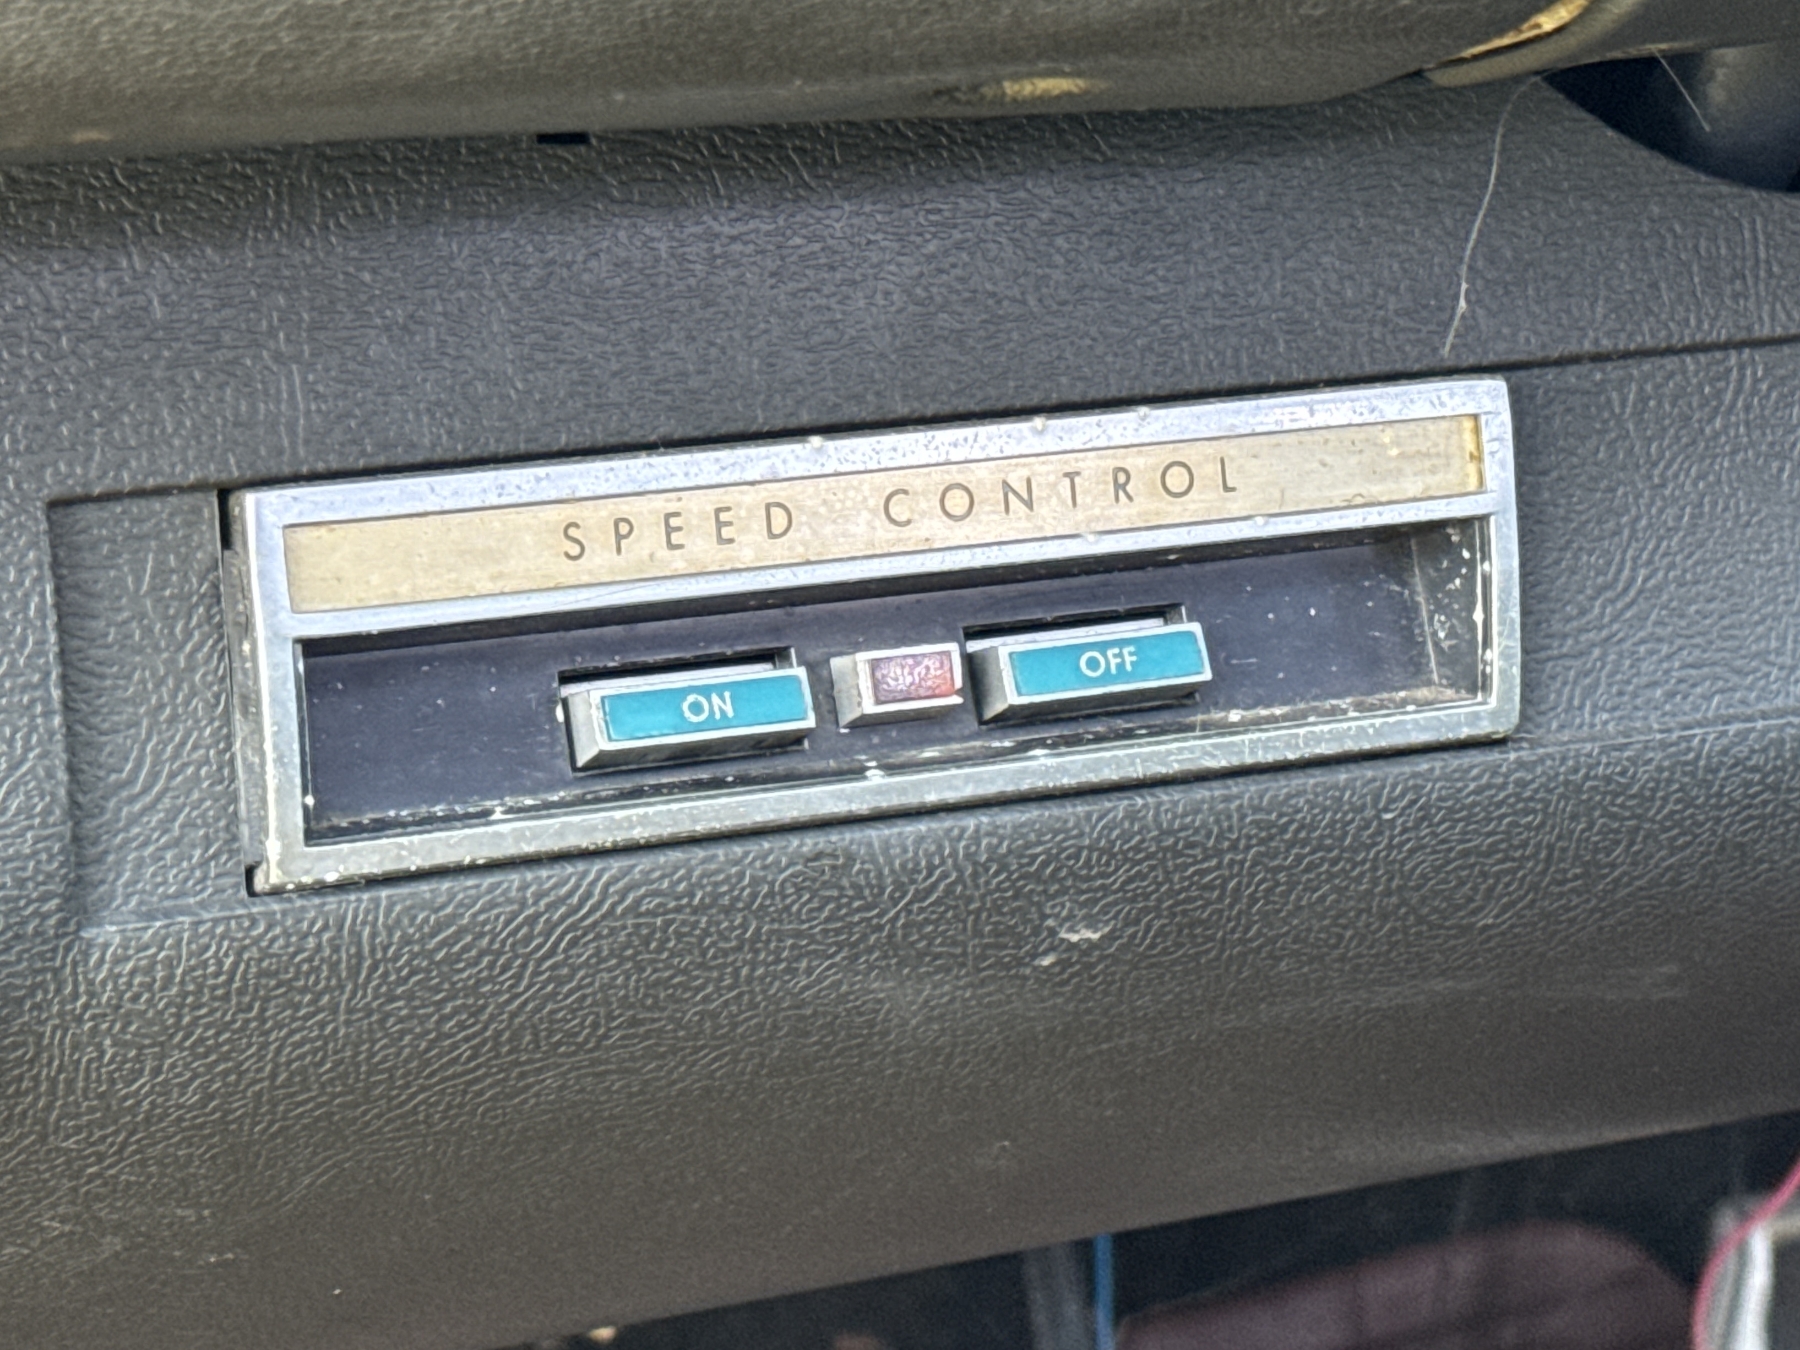 SPEED CONTROL
ON OFF